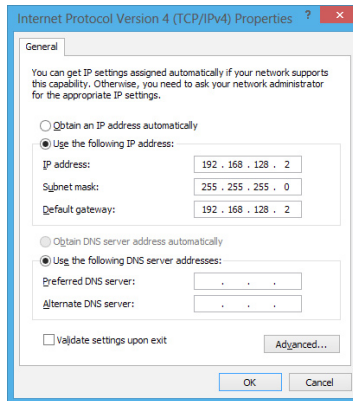 Internet Protocol Version 4 (TCP/IPv4) Properties ? ×
General
You can get IP settings assigned automatically if your network supports
this capability. Otherwise, you need to ask your network administrator
for the appropriate IP settings.
Obtain an IP address automatically
Use the following IP address:
IP address: 192 . 168 . 128 . 2
Subnet mask: 255 . 255 . 255 . 0
Default gateway: 192 . 168 . 128 . 2
Obtain DNS server address automatically
Use the following DNS server addresses:
Preferred DNS server: . . .
Alternate DNS server: . . .
Validate settings upon exit
Advanced...
OK Cancel